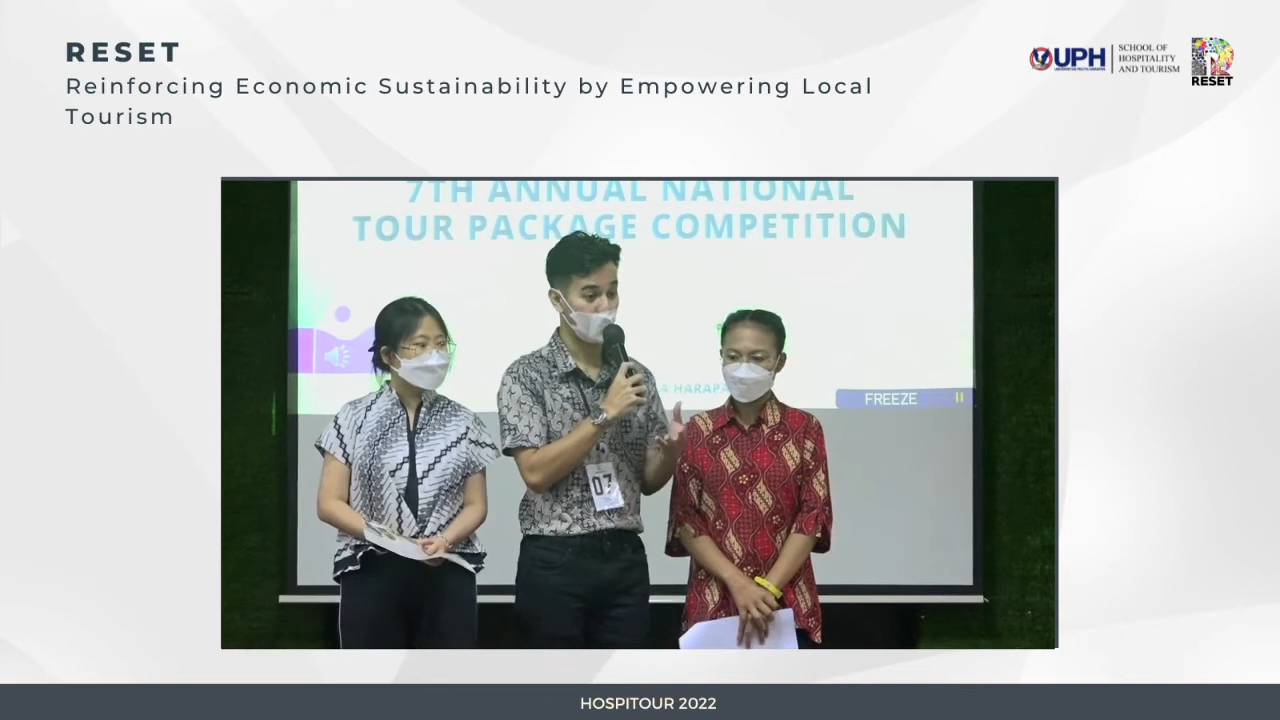 RESET
Reinforcing Economic Sustainability by Empowering Local
Tourism
UPH
SCHOOL OF
HOSPITALITY
AND TOURISM
RESET
7TH ANNUAL NATIONAL
TOUR PACKAGE COMPETITION
FREEZE
07
HOSPITOUR 2022